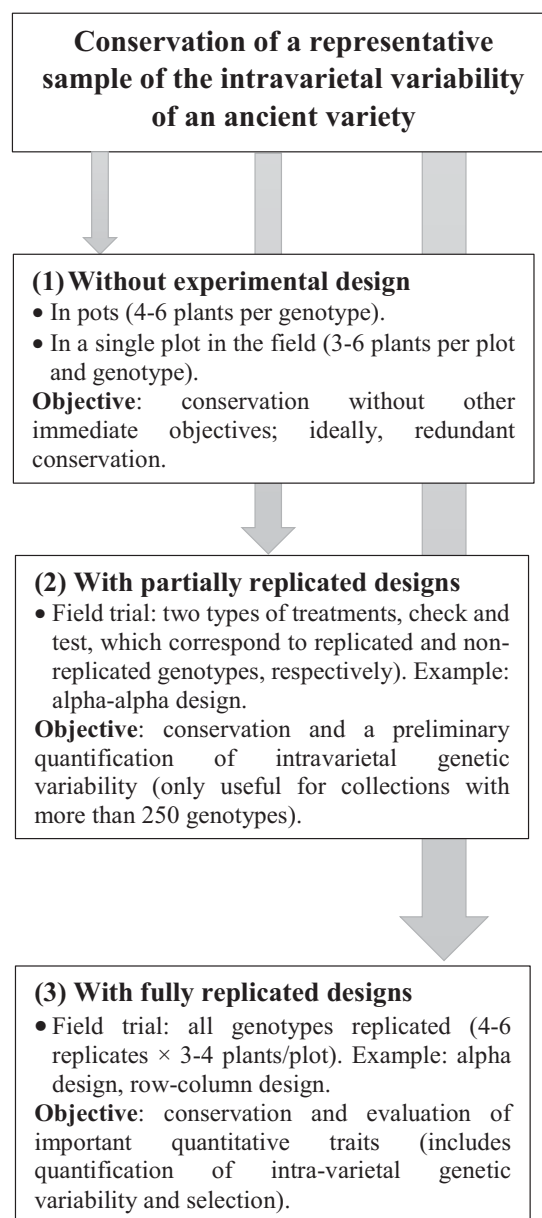 Conservation of a representative
sample of the intravarietal variability
of an ancient variety
(1) Without experimental design
• In pots (4-6 plants per genotype).
• In a single plot in the field (3-6 plants per plot
and genotype).
Objective: conservation without other
immediate objectives; ideally, redundant
conservation.
(2) With partially replicated designs
• Field trial: two types of treatments, check and
test, which correspond to replicated and non-
replicated genotypes, respectively). Example:
alpha-alpha design.
Objective: conservation and a preliminary
quantification of intravarietal genetic
variability (only useful for collections with
more than 250 genotypes).
(3) With fully replicated designs
• Field trial: all genotypes replicated (4-6
replicates × 3-4 plants/plot). Example: alpha
design, row-column design.
Objective: conservation and evaluation of
important quantitative traits (includes
quantification of intra-varietal genetic
variability and selection).